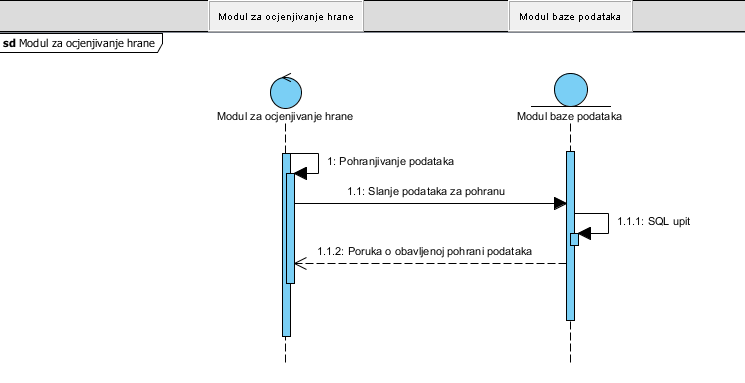 Modul za ocjenjivanje hrane
Modul baze podataka
sd Modul za ocjenjivanje hrane
Modul za ocjenjivanje hrane
Modul baze podataka
1: Pohranjivanje podataka
1.1: Slanje podataka za pohranu
1.1.1: SQL upit
1.1.2: Poruka o obavljenoj pohrani podataka